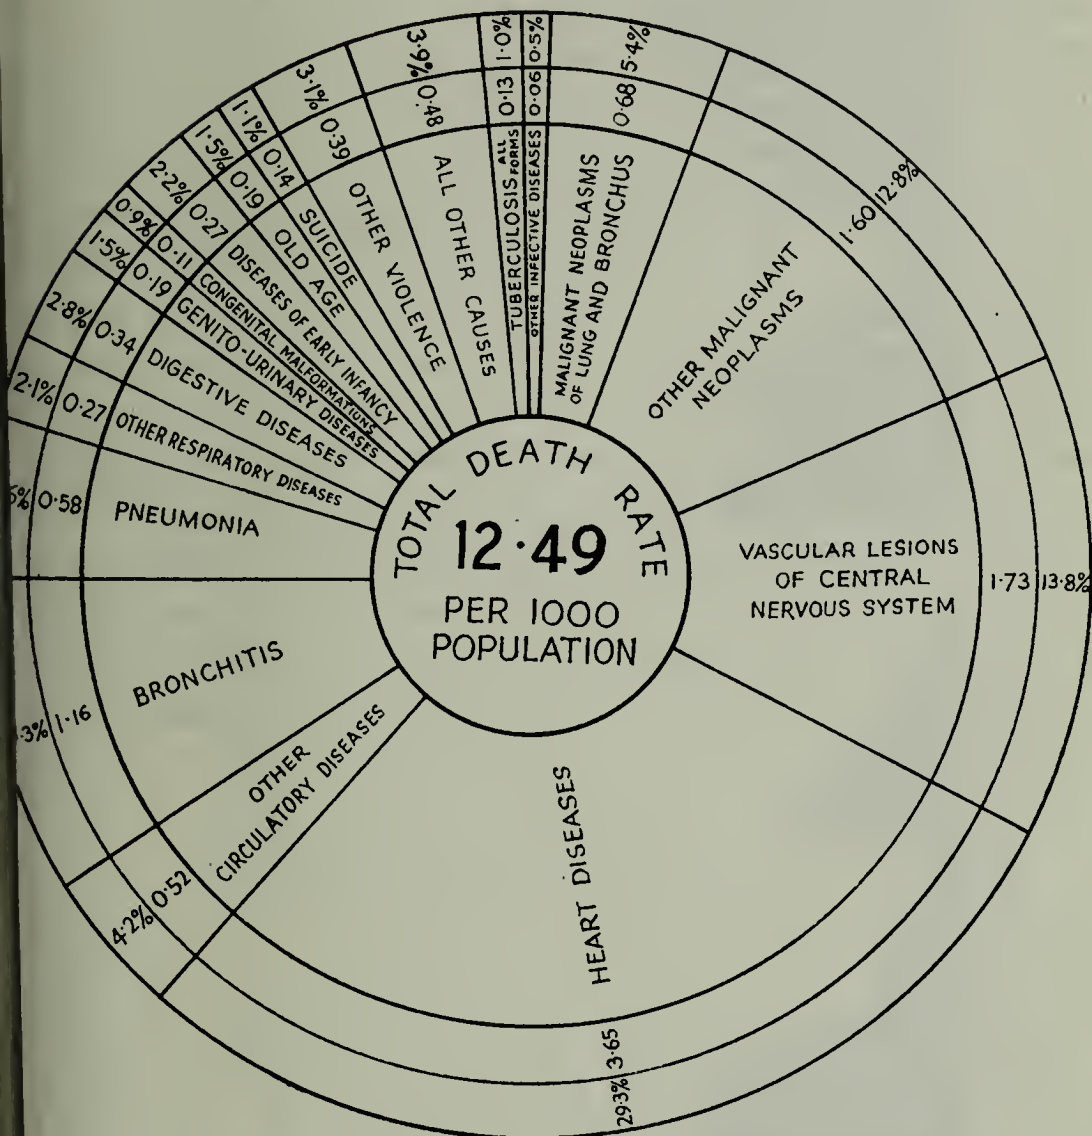 TOTAL DEATH RATE
12·49
PER 1000
POPULATION
MALIGNANT NEOPLASMS
OF LUNG AND BRONCHUS
0·68
5·4%
OTHER MALIGNANT
NEOPLASMS
1·60
12·8%
VASCULAR LESIONS
OF CENTRAL
NERVOUS SYSTEM
1·73
13·8%
HEART DISEASES
3·65
29·3%
OTHER
CIRCULATORY DISEASES
0·52
4·2%
BRONCHITIS
1·16
·3%
PNEUMONIA
0·58
6%
OTHER RESPIRATORY DISEASES
0·27
2·1%
DIGESTIVE DISEASES
0·34
2·8%
GENITO-URINARY DISEASES
0·19
1·5%
CONGENITAL MALFORMATIONS
0·11
0·9%
DISEASES OF EARLY INFANCY
0·27
2·2%
OLD AGE
0·19
1·5%
SUICIDE
0·14
1·1%
OTHER VIOLENCE
0·39
3·1%
ALL OTHER CAUSES
0·48
3·9%
TUBERCULOSIS ALL FORMS
0·13
1·0%
OTHER INFECTIVE DISEASES
0·06
0·5%